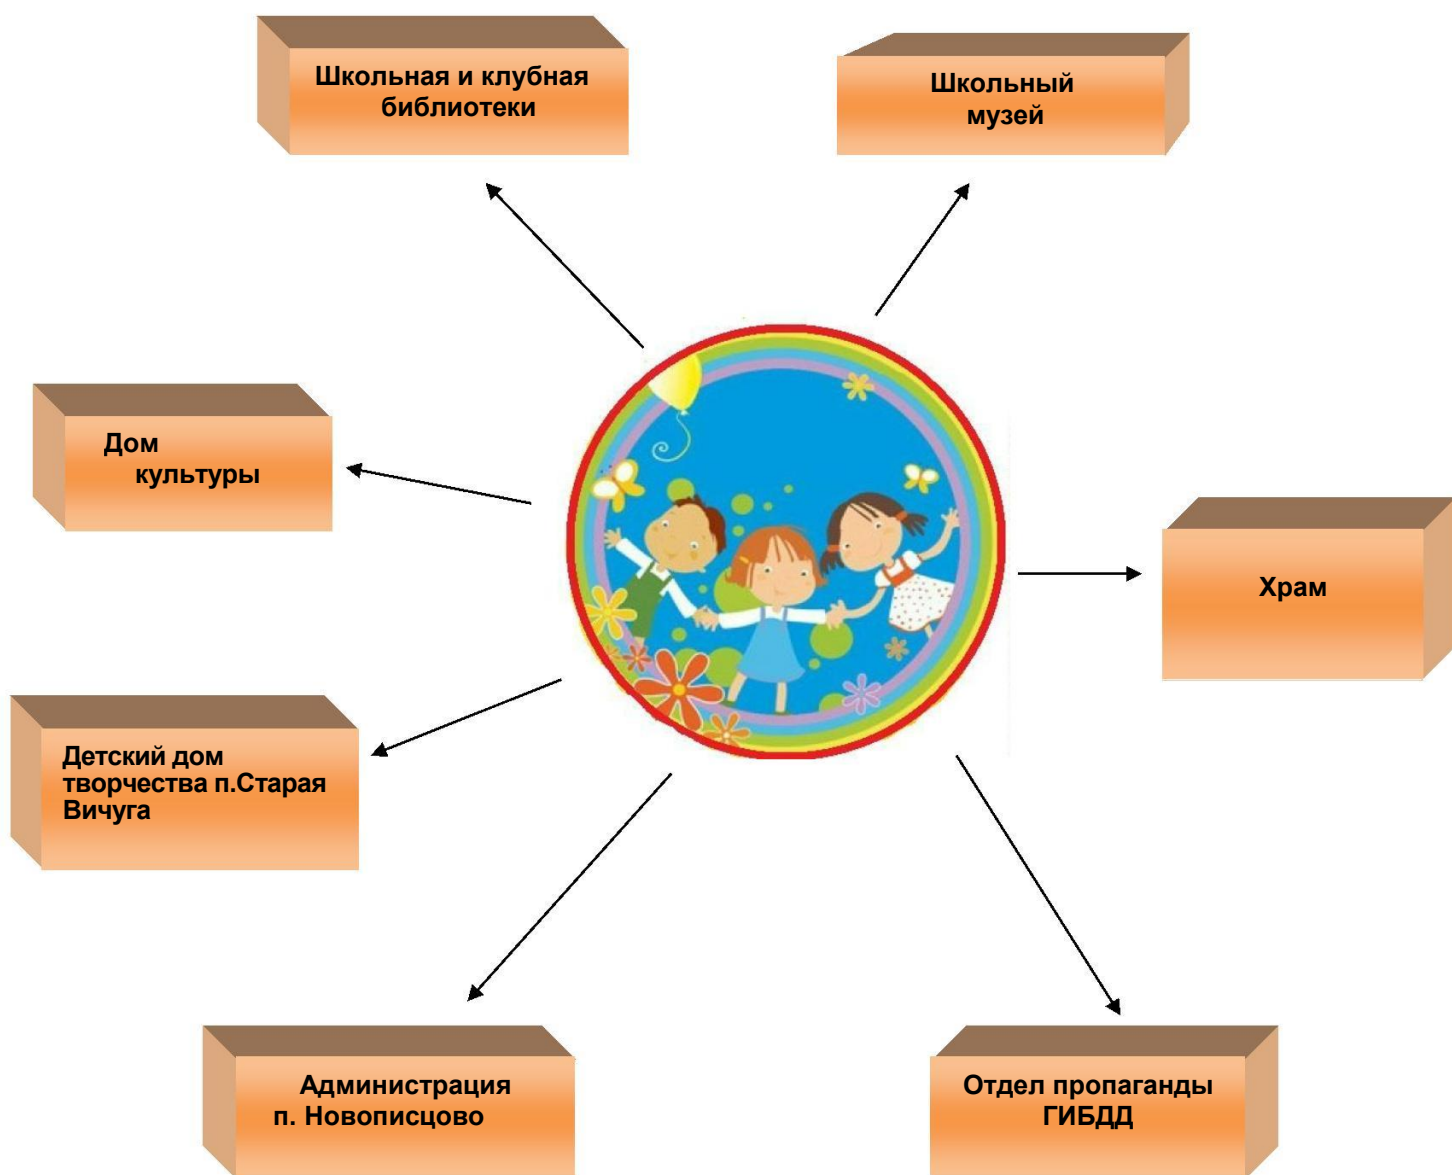 Школьная и клубная
библиотеки
Школьный
музей
Дом
культуры
Храм
Детский дом
творчества п.Старая
Вичуга
Администрация
п. Новописцово
Отдел пропаганды
ГИБДД